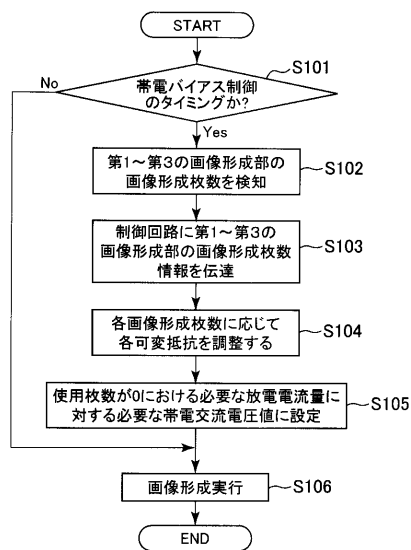 START
S101
No
帯電バイアス制御
のタイミングか?
Yes
第1～第3の画像形成部の
画像形成枚数を検知
S102
制御回路に第1～第3の
画像形成部の画像形成枚数
情報を伝達
S103
各画像形成枚数に応じて
各可変抵抗を調整する
S104
使用枚数が0における必要な放電電流量に
対する必要な帯電交流電圧値に設定
S105
画像形成実行
S106
END